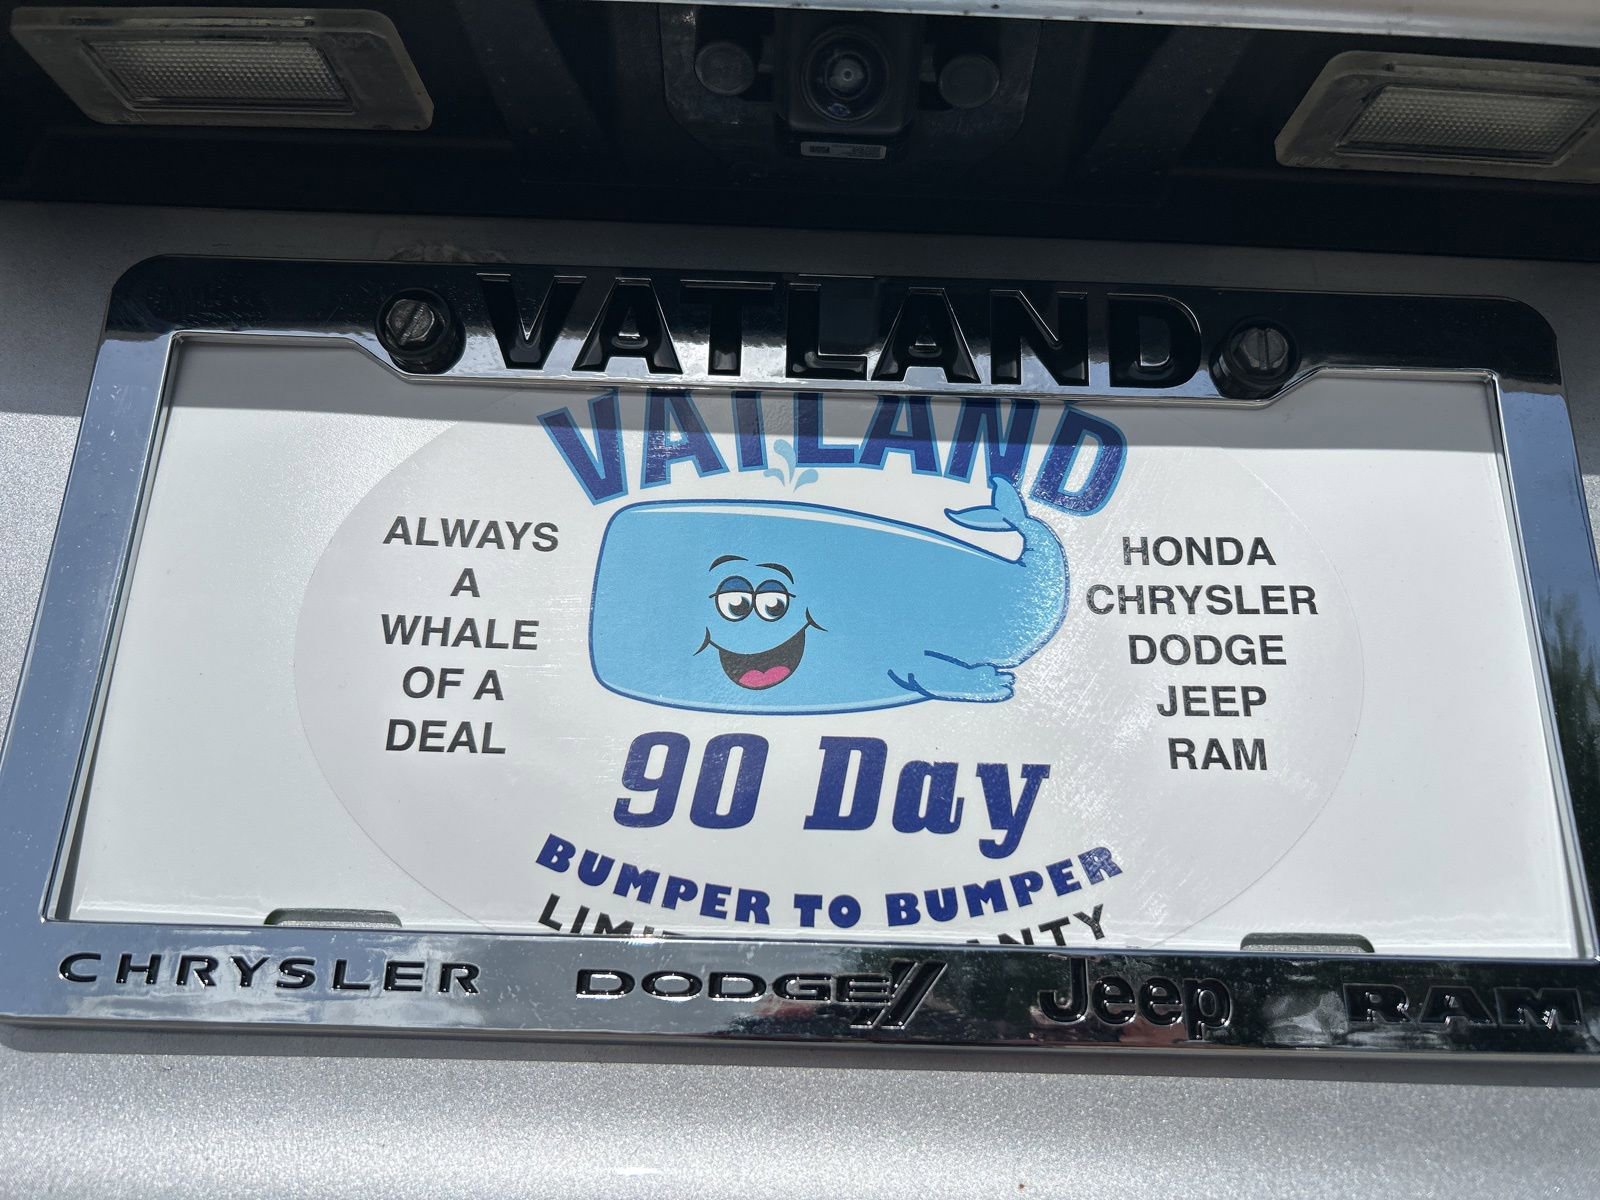 VATLAND
VATLAND
ALWAYS
A
WHALE
OF A
DEAL
HONDA
CHRYSLER
DODGE
JEEP
RAM
90 Day
BUMPER TO BUMPER
CHRYSLER DODGE Jeep RAM